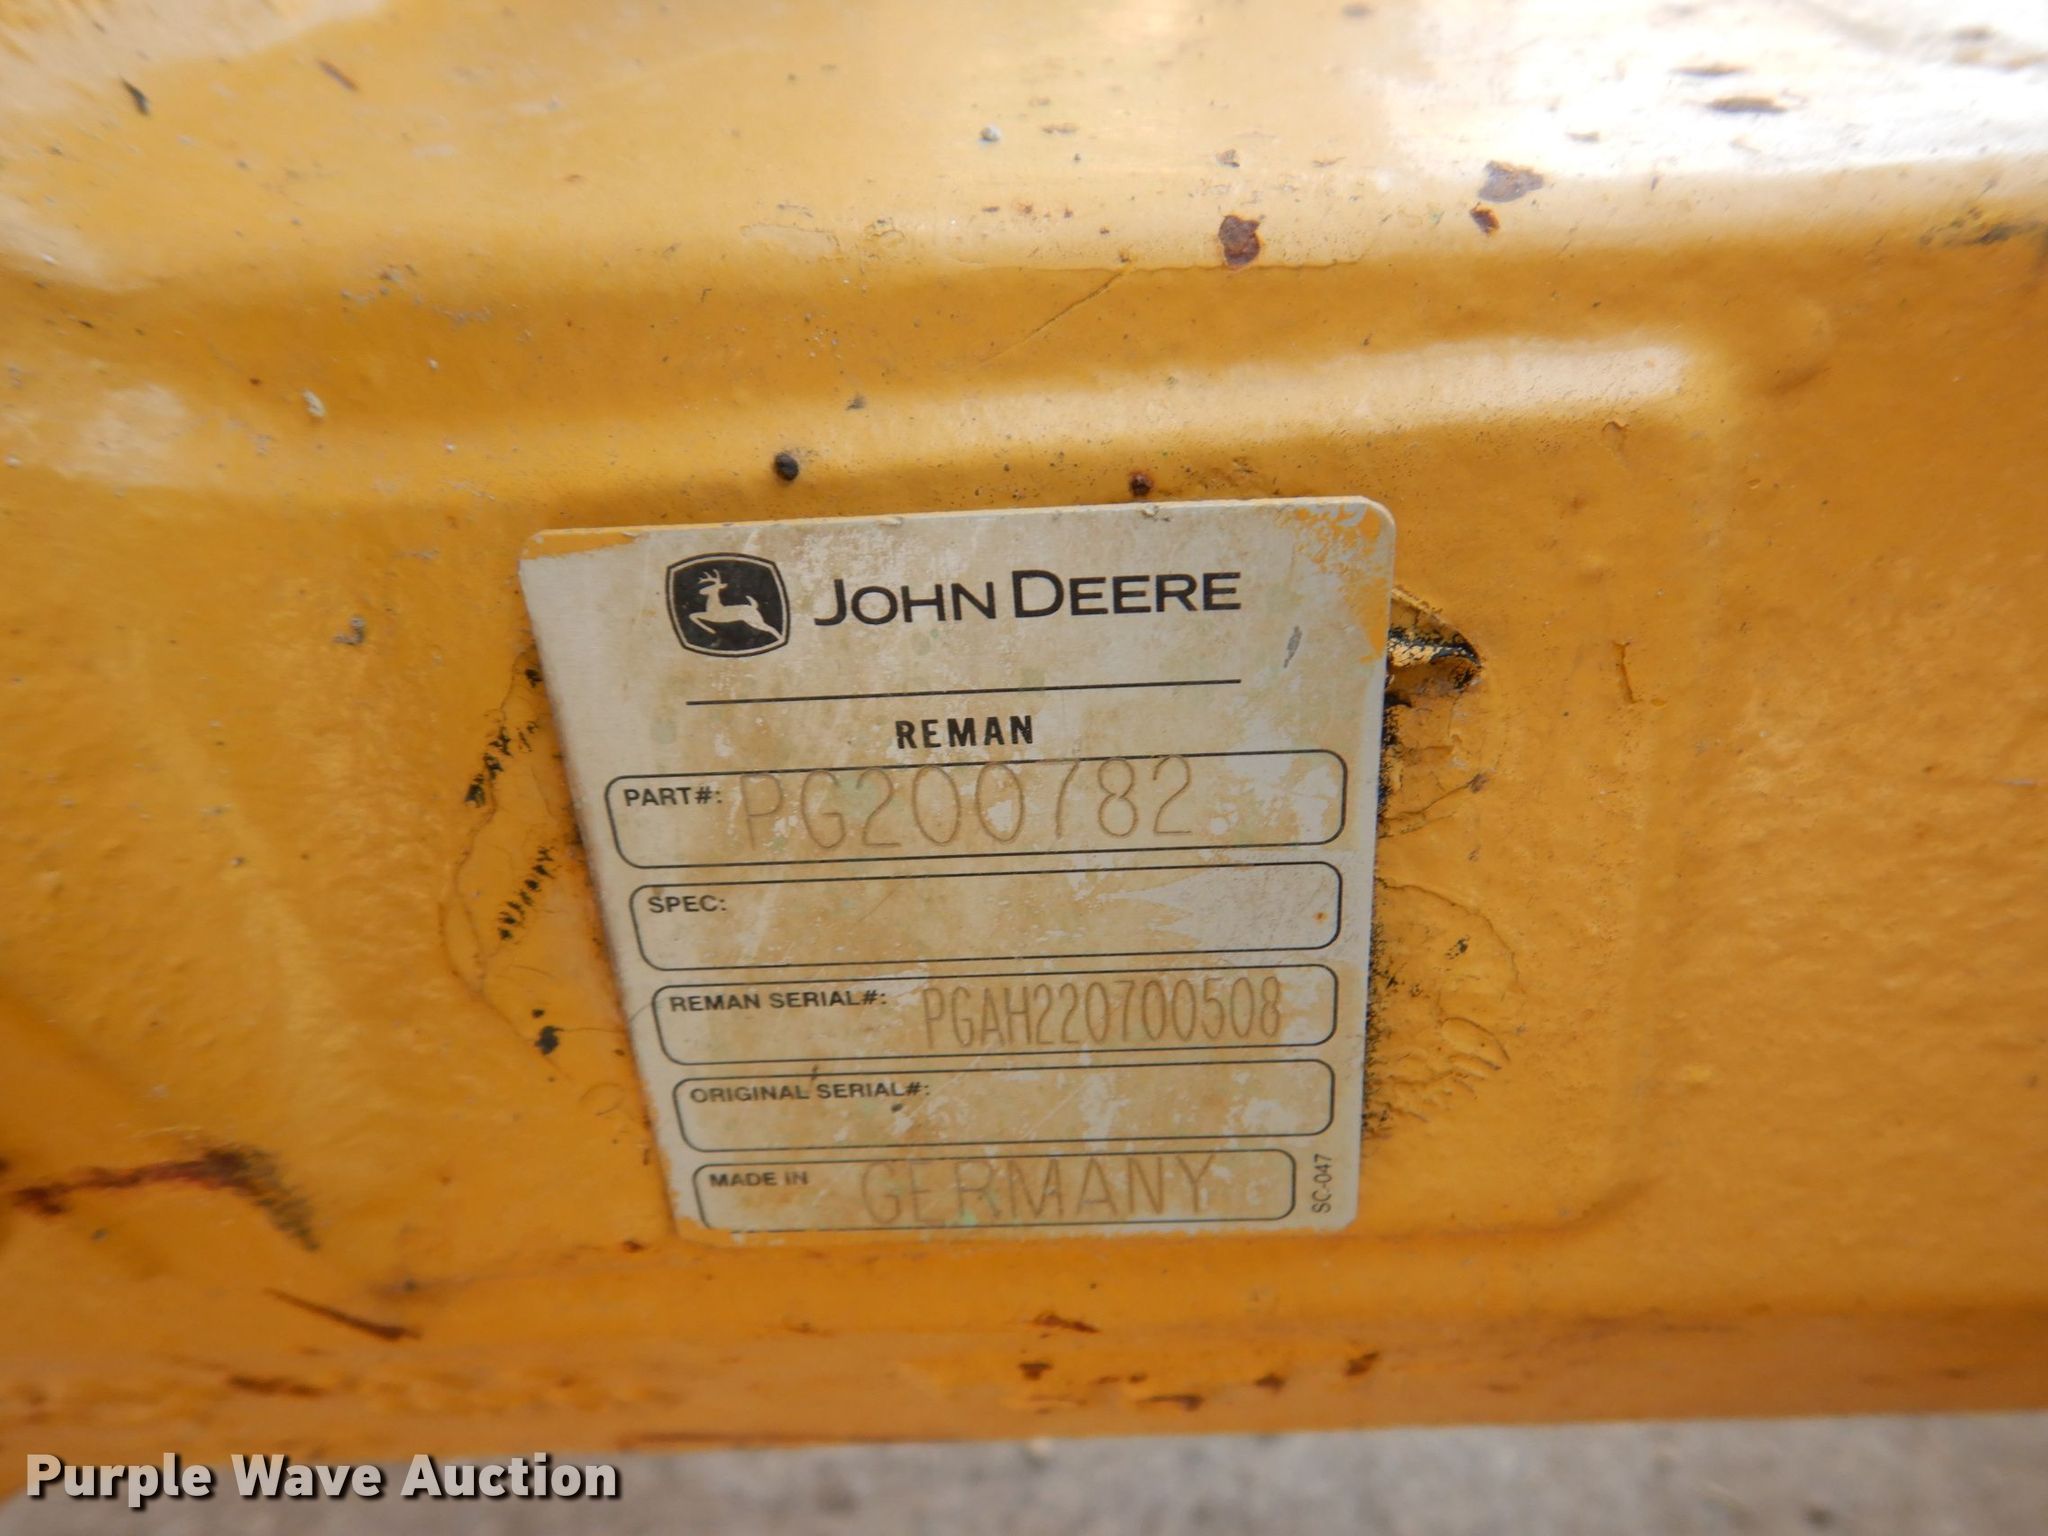 JOHN DEERE
REMAN
PART#: PG200782
SPEC:
REMAN SERIAL#: PGAH220700508
ORIGINAL SERIAL#:
MADE IN GERMANY
SC-047
Purple Wave Auction